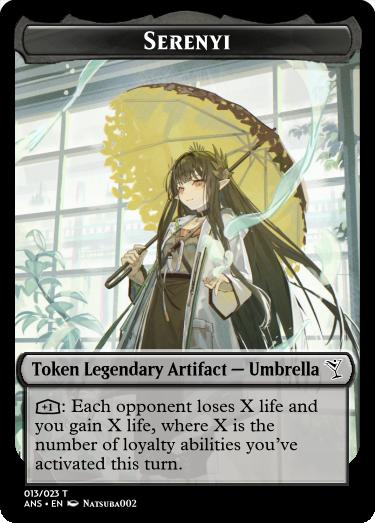 SERENYI
Token Legendary Artifact — Umbrella
+1: Each opponent loses X life and
you gain X life, where X is the
number of loyalty abilities you've
activated this turn.
013/023 T
ANS • EN NATSUBA002